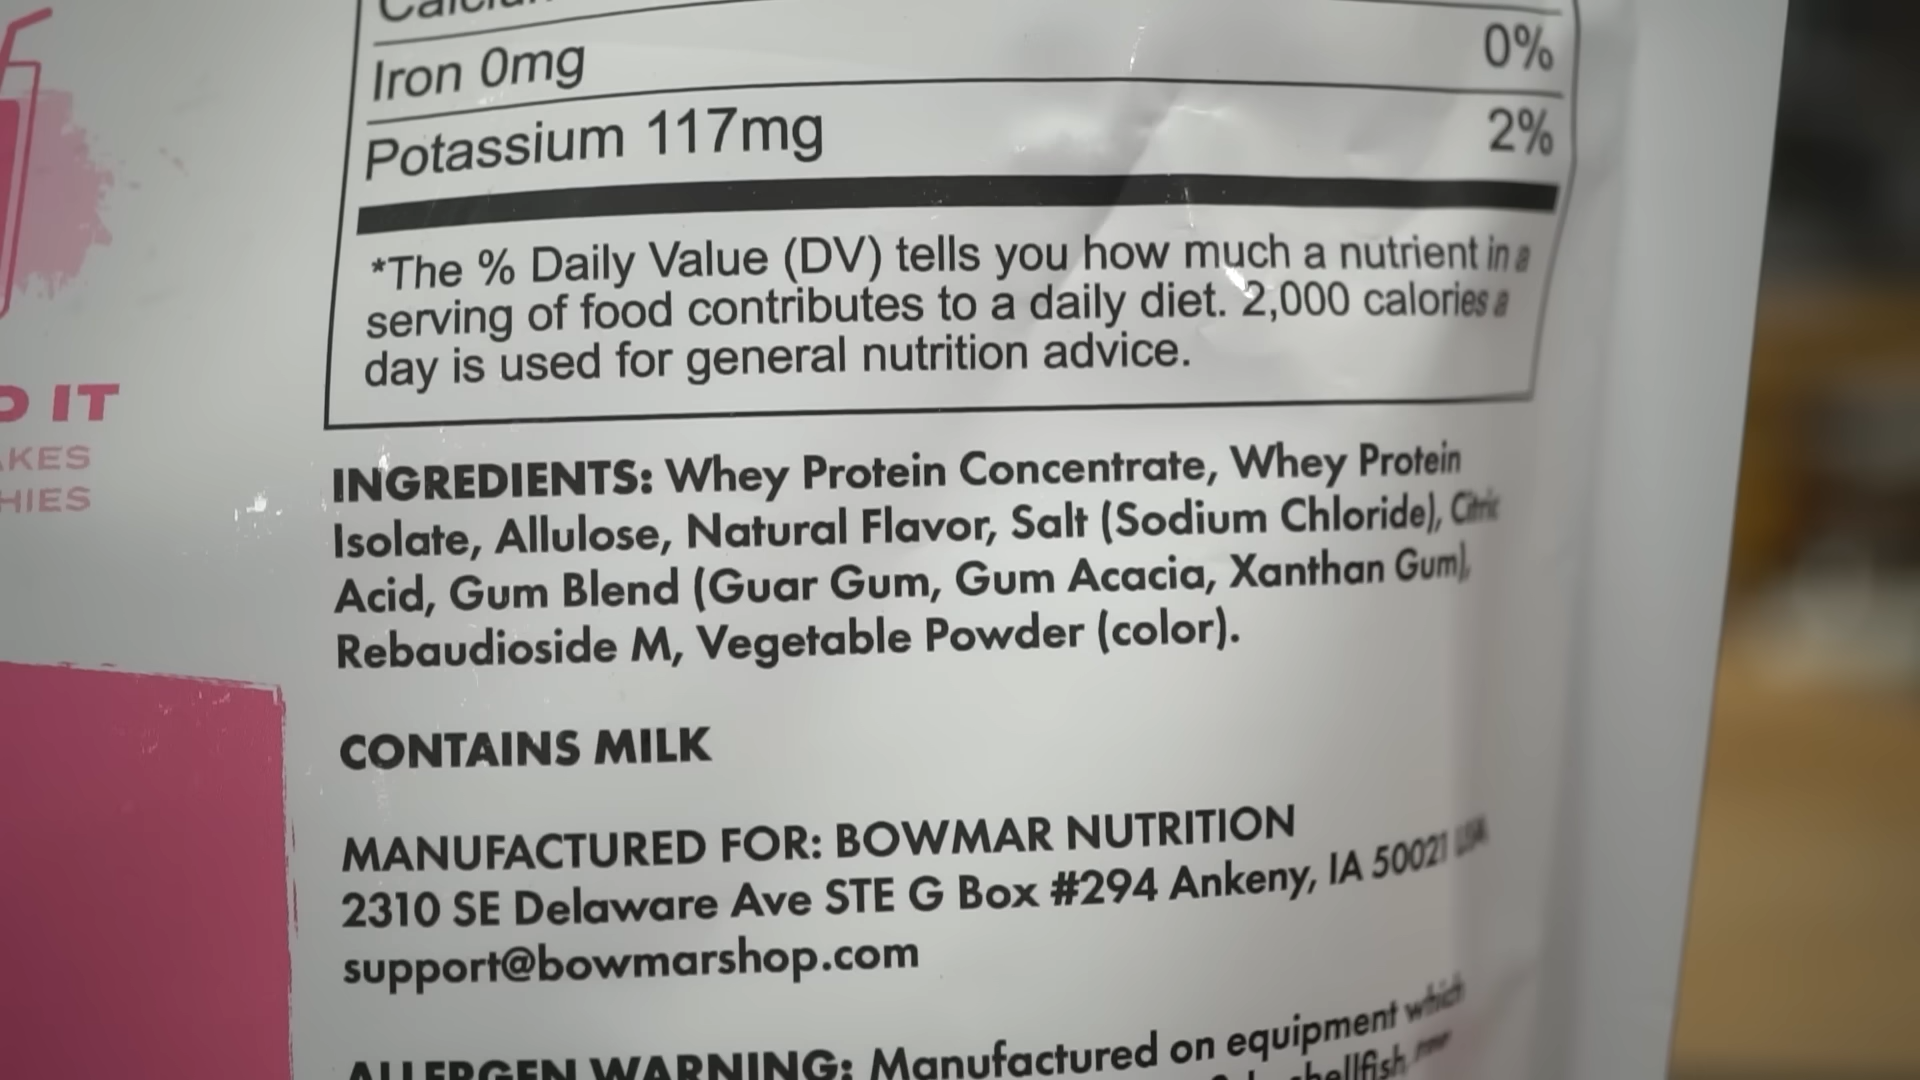 Iron 0mg 0%
Potassium 117mg 2%
*The % Daily Value (DV) tells you how much a nutrient in a
serving of food contributes to a daily diet. 2,000 calories a
day is used for general nutrition advice.
IT
INGREDIENTS: Whey Protein Concentrate, Whey Protein
Isolate, Allulose, Natural Flavor, Salt (Sodium Chloride), Citric
Acid, Gum Blend (Guar Gum, Gum Acacia, Xanthan Gum),
Rebaudioside M, Vegetable Powder (color).
CONTAINS MILK
MANUFACTURED FOR: BOWMAR NUTRITION
2310 SE Delaware Ave STE G Box #294 Ankeny, IA 50021 USA
support@bowmarshop.com
ALLERGEN WARNING: Manufactured on equipment which
shellfish